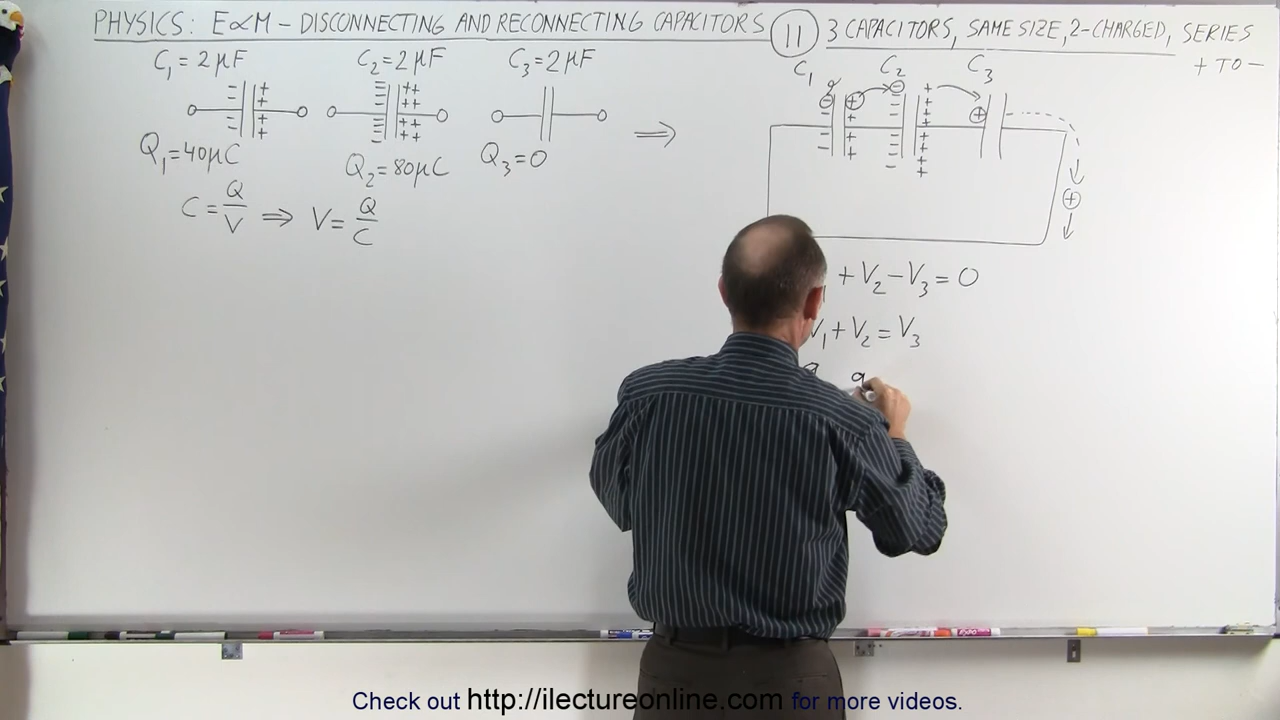 PHYSICS: E∝M – DISCONNECTING AND RECONNECTING CAPACITORS (11) 3 CAPACITORS, SAME SIZE, 2-CHARGED, SERIES
+ TO −
C₁ = 2μF C₂ = 2μF C₃ = 2μF
Q₁ = 40μC Q₂ = 80μC Q₃ = 0
⇒
C = Q/V ⇒ V = Q/C
C₁ C₂ C₃
+ V₂ − V₃ = 0
V₁ + V₂ = V₃
Check out http://ilectureonline.com for more videos.